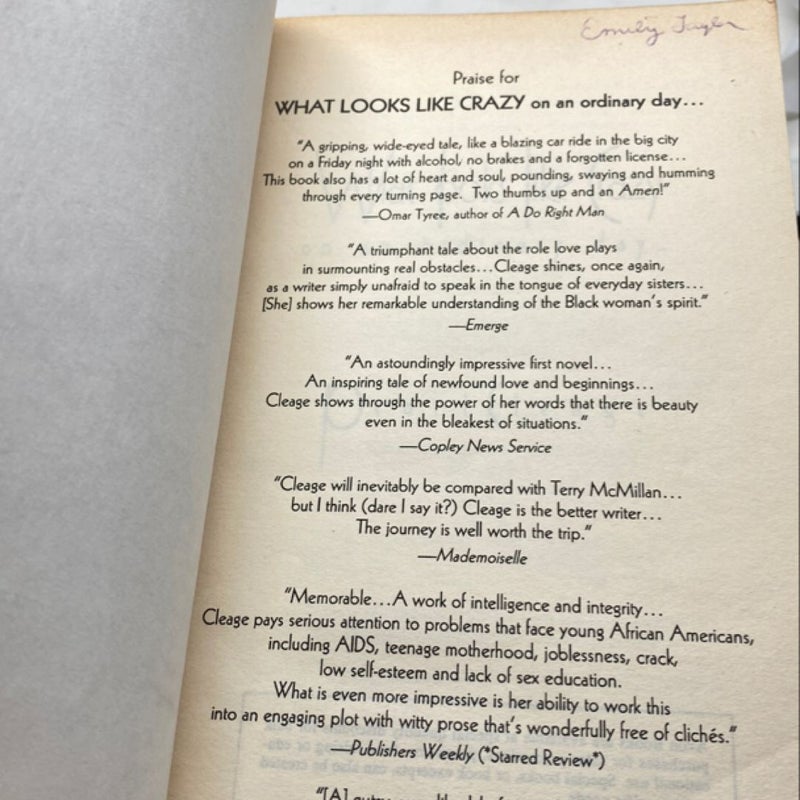 Emily Taylor
Praise for
WHAT LOOKS LIKE CRAZY on an ordinary day...
"A gripping, wide-eyed tale, like a blazing car ride in the big city
on a Friday night with alcohol, no brakes and a forgotten license...
This book also has a lot of heart and soul, pounding, swaying and humming
through every turning page. Two thumbs up and an Amen!"
—Omar Tyree, author of A Do Right Man
"A triumphant tale about the role love plays
in surmounting real obstacles...Cleage shines, once again,
as a writer simply unafraid to speak in the tongue of everyday sisters...
[She] shows her remarkable understanding of the Black woman's spirit."
—Emerge
"An astoundingly impressive first novel...
An inspiring tale of newfound love and beginnings...
Cleage shows through the power of her words that there is beauty
even in the bleakest of situations."
—Copley News Service
"Cleage will inevitably be compared with Terry McMillan...
but I think (dare I say it?) Cleage is the better writer...
The journey is well worth the trip."
—Mademoiselle
"Memorable...A work of intelligence and integrity...
Cleage pays serious attention to problems that face young African Americans,
including AIDS, teenage motherhood, joblessness, crack,
low self-esteem and lack of sex education.
What is even more impressive is her ability to work this
into an engaging plot with witty prose that's wonderfully free of clichés."
—Publishers Weekly (*Starred Review*)
"[A]